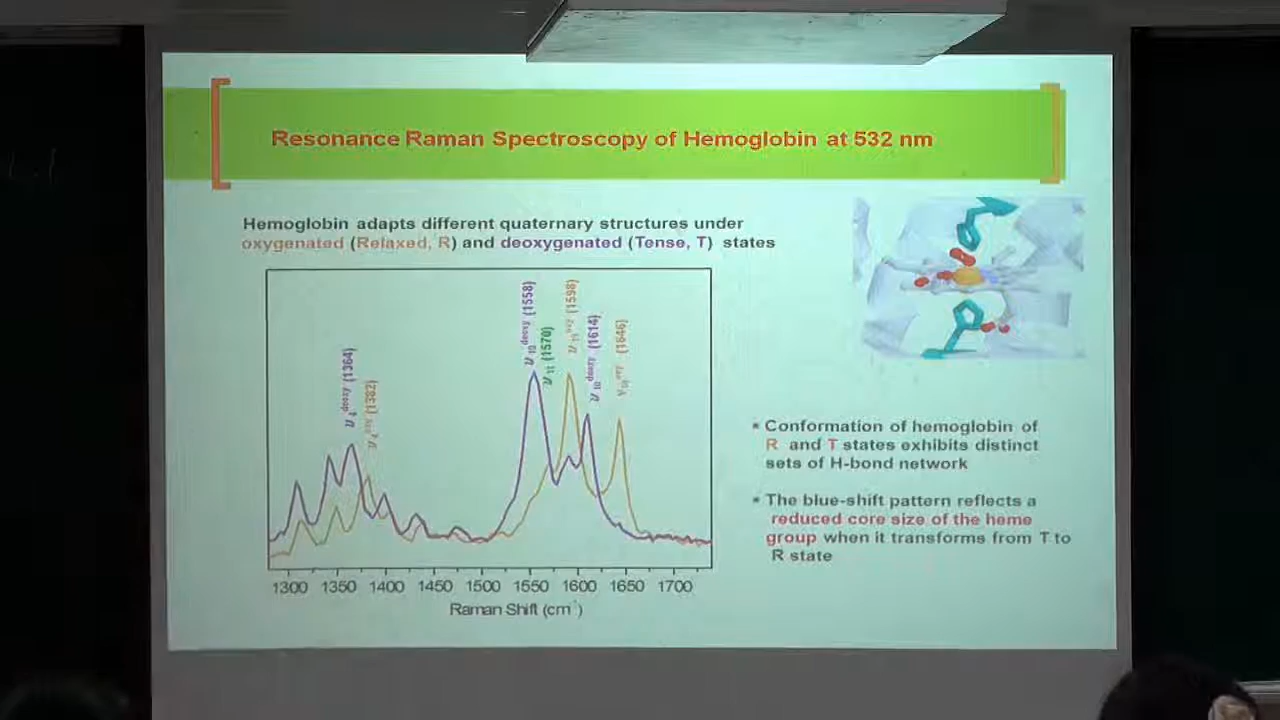 Resonance Raman Spectroscopy of Hemoglobin at 532 nm
Hemoglobin adapts different quaternary structures under
oxygenated (Relaxed, R) and deoxygenated (Tense, T) states
(1364)
(1382)
(1558)
(1570)
(1598)
(1614)
(1646)
1300 1350 1400 1450 1500 1550 1600 1650 1700
Raman Shift (cm⁻)
▪ Conformation of hemoglobin of
R and T states exhibits distinct
sets of H-bond network
▪ The blue-shift pattern reflects a
reduced core size of the heme
group when it transforms from T to
R state